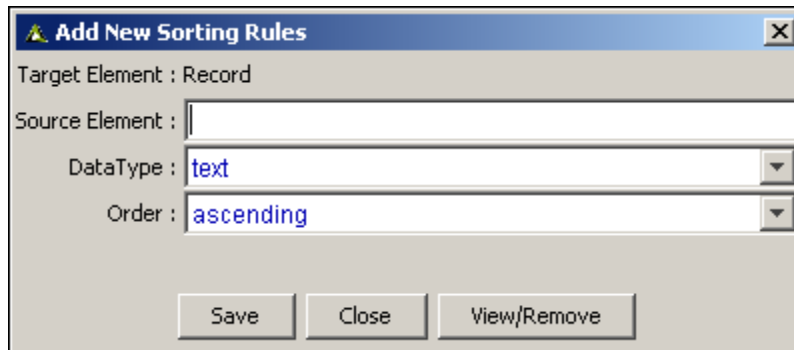 Add New Sorting Rules
Target Element : Record
Source Element :
DataType : text
Order : ascending
Save Close View/Remove